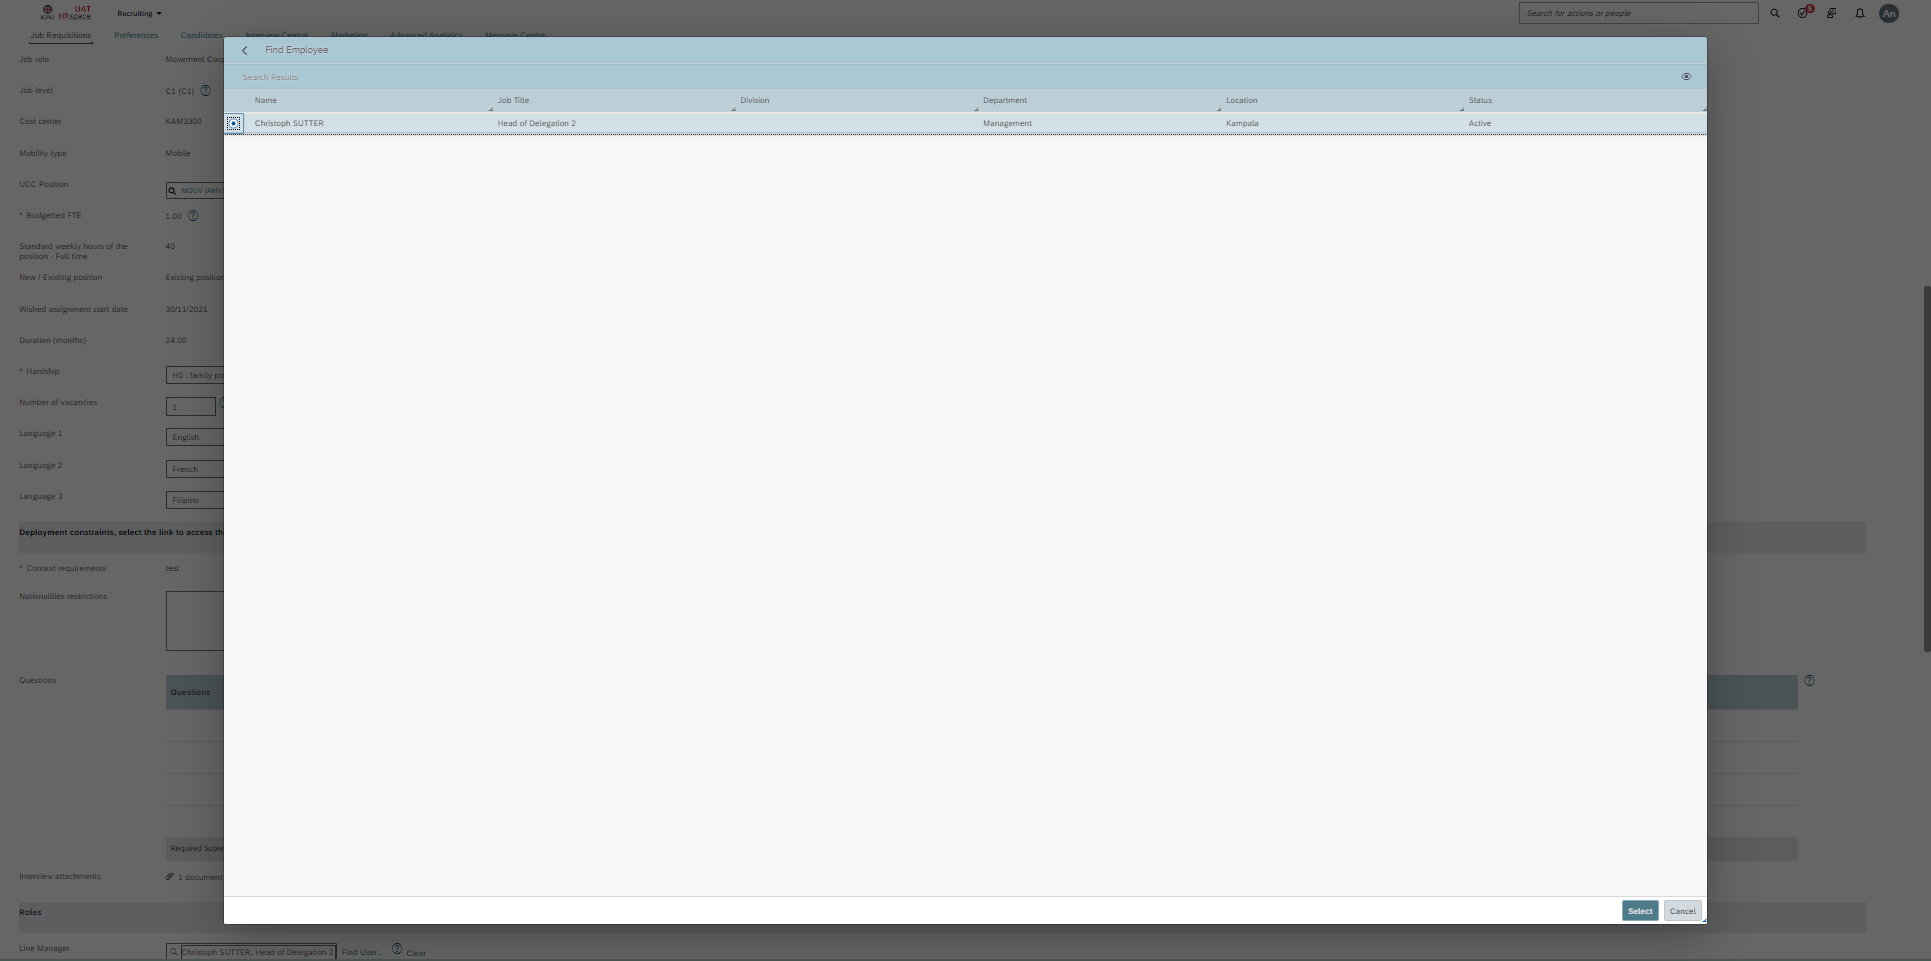 UAT
ICRC HRspace
Recruiting
Search for actions or people
5
An
Job Requisitions Preferences Candidates Interview Central Marketing Advanced Analytics Message Centre
Find Employee
Search Results
Name Job Title Division Department Location Status
Christoph SUTTER Head of Delegation 2 Management Kampala Active
Job role Movement Coop
Job level C1 (C1) ?
Cost center KAM3300
Mobility type Mobile
UCC Position MOUV (AMV)
* Budgetted FTE 1.00 ?
Standard weekly hours of the 40
position - Full time
New / Existing position Existing position
Wished assignment start date 30/11/2021
Duration (months) 24.00
* Hardship H0 : family po
Number of vacancies 1
Language 1 English
Language 2 French
Language 3 Filipino
Deployment constraints, select the link to access th
* Context requirements test
Nationalities restrictions
Questions ?
Questions
Required Score
Interview attachments 1 document
Roles
Select Cancel
Line Manager Christoph SUTTER, Head of Delegation 2 Find User... ? Clear